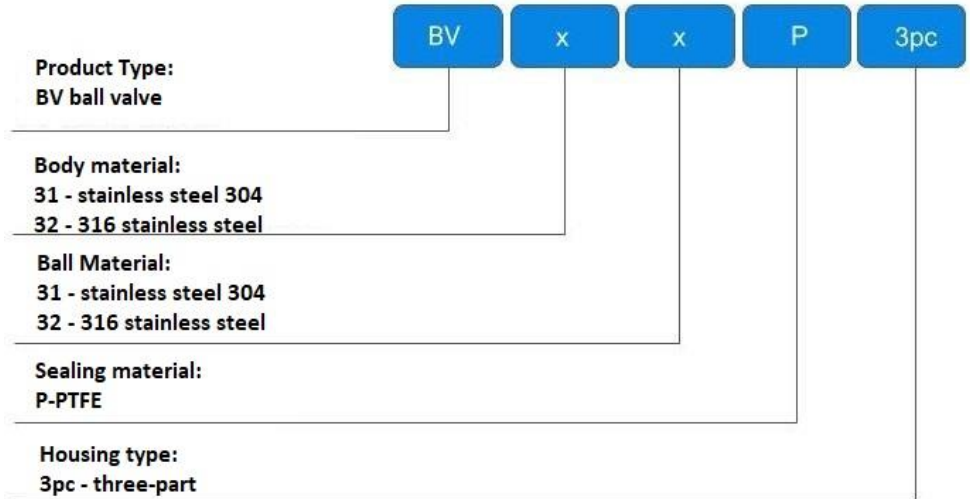 BV x x P 3pc
Product Type:
BV ball valve
Body material:
31 - stainless steel 304
32 - 316 stainless steel
Ball Material:
31 - stainless steel 304
32 - 316 stainless steel
Sealing material:
P-PTFE
Housing type:
3pc - three-part